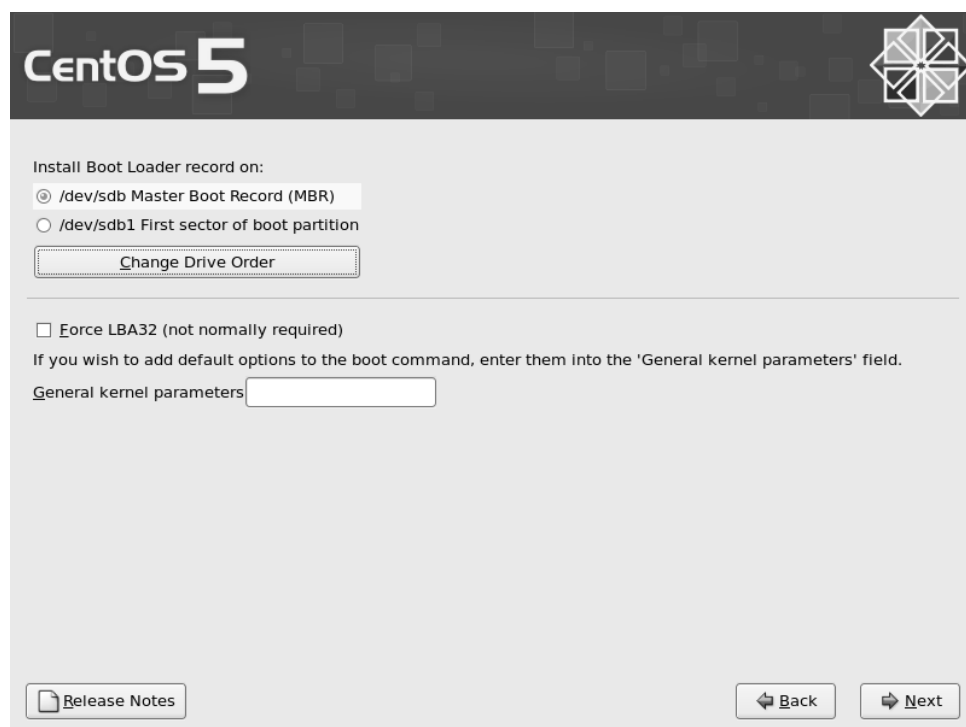 CentOS 5
Install Boot Loader record on:
/dev/sdb Master Boot Record (MBR)
/dev/sdb1 First sector of boot partition
Change Drive Order
Force LBA32 (not normally required)
If you wish to add default options to the boot command, enter them into the 'General kernel parameters' field.
General kernel parameters
Release Notes
Back
Next